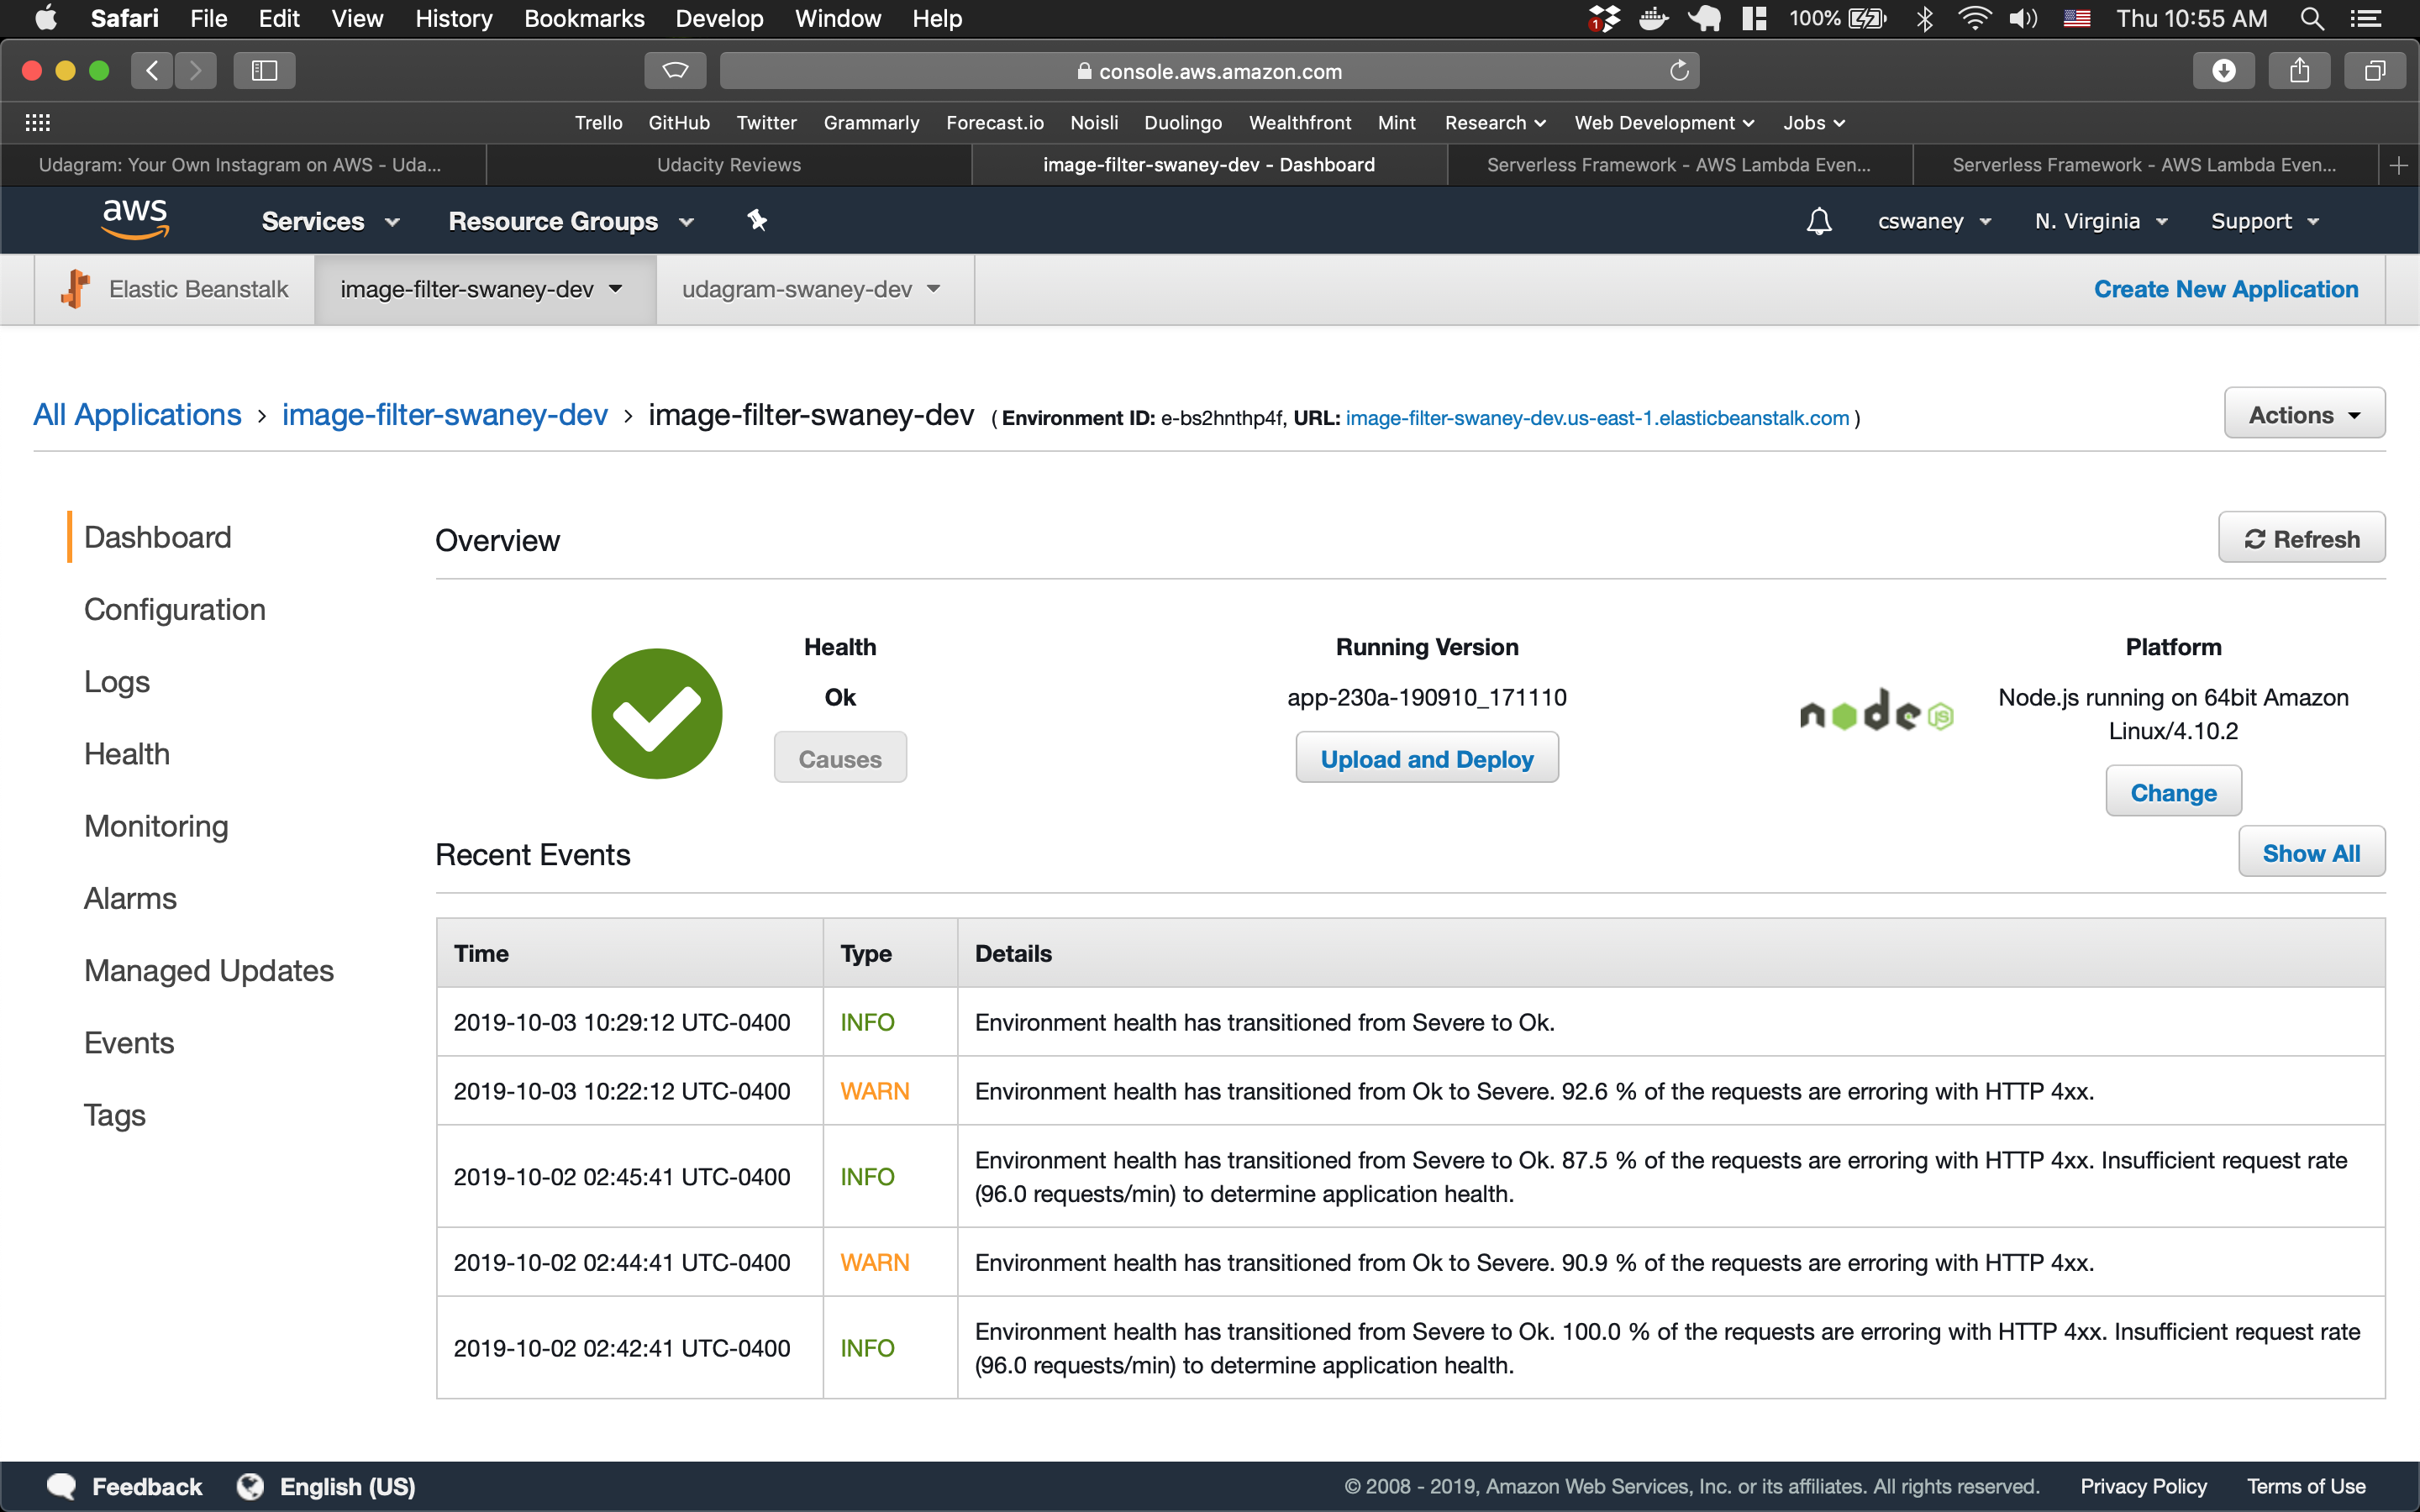 Safari File Edit View History Bookmarks Develop Window Help
1 100% Thu 10:55 AM
console.aws.amazon.com
Trello GitHub Twitter Grammarly Forecast.io Noisli Duolingo Wealthfront Mint Research Web Development Jobs
Udagram: Your Own Instagram on AWS - Uda... Udacity Reviews image-filter-swaney-dev - Dashboard Serverless Framework - AWS Lambda Even... Serverless Framework - AWS Lambda Even...
aws Services Resource Groups cswaney N. Virginia Support
Elastic Beanstalk image-filter-swaney-dev udagram-swaney-dev Create New Application
All Applications › image-filter-swaney-dev › image-filter-swaney-dev ( Environment ID: e-bs2hnthp4f, URL: image-filter-swaney-dev.us-east-1.elasticbeanstalk.com ) Actions
Dashboard
Configuration
Logs
Health
Monitoring
Alarms
Managed Updates
Events
Tags
Overview Refresh
Health
Ok
Causes
Running Version
app-230a-190910_171110
Upload and Deploy
node JS
Platform
Node.js running on 64bit Amazon
Linux/4.10.2
Change
Recent Events Show All
Time Type Details
2019-10-03 10:29:12 UTC-0400 INFO Environment health has transitioned from Severe to Ok.
2019-10-03 10:22:12 UTC-0400 WARN Environment health has transitioned from Ok to Severe. 92.6 % of the requests are erroring with HTTP 4xx.
2019-10-02 02:45:41 UTC-0400 INFO Environment health has transitioned from Severe to Ok. 87.5 % of the requests are erroring with HTTP 4xx. Insufficient request rate
(96.0 requests/min) to determine application health.
2019-10-02 02:44:41 UTC-0400 WARN Environment health has transitioned from Ok to Severe. 90.9 % of the requests are erroring with HTTP 4xx.
2019-10-02 02:42:41 UTC-0400 INFO Environment health has transitioned from Severe to Ok. 100.0 % of the requests are erroring with HTTP 4xx. Insufficient request rate
(96.0 requests/min) to determine application health.
Feedback English (US) © 2008 - 2019, Amazon Web Services, Inc. or its affiliates. All rights reserved. Privacy Policy Terms of Use